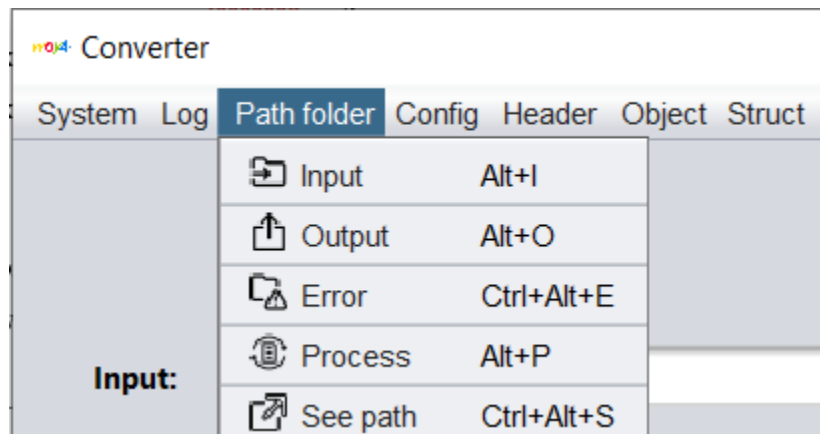 Converter
System Log Path folder Config Header Object Struct
Input Alt+I
Output Alt+O
Error Ctrl+Alt+E
Process Alt+P
Input:
See path Ctrl+Alt+S